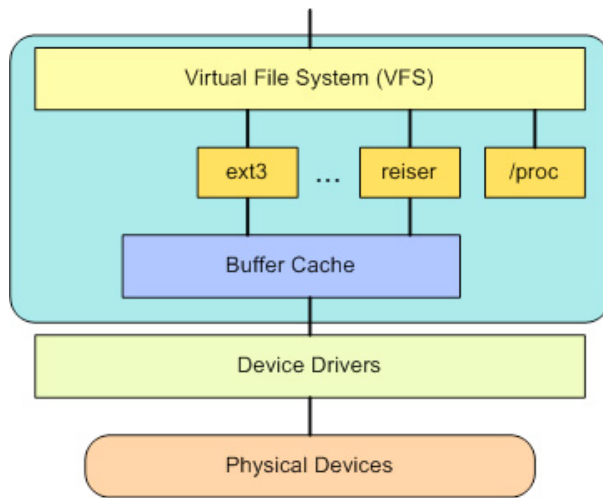 Virtual File System (VFS)
ext3 ... reiser /proc
Buffer Cache
Device Drivers
Physical Devices